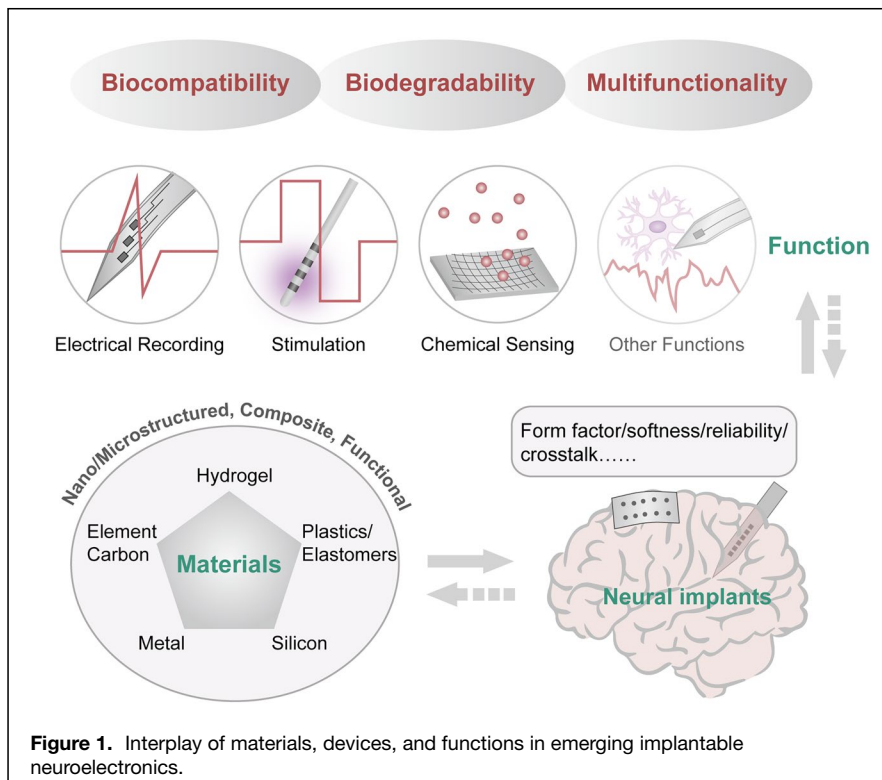 Biocompatibility
Biodegradability
Multifunctionality
Function
Electrical Recording
Stimulation
Chemical Sensing
Other Functions
Nano/Microstructured, Composite, Functional
Hydrogel
Element
Carbon
Plastics/
Elastomers
Materials
Metal
Silicon
Form factor/softness/reliability/
crosstalk……
Neural implants
Figure 1. Interplay of materials, devices, and functions in emerging implantable
neuroelectronics.